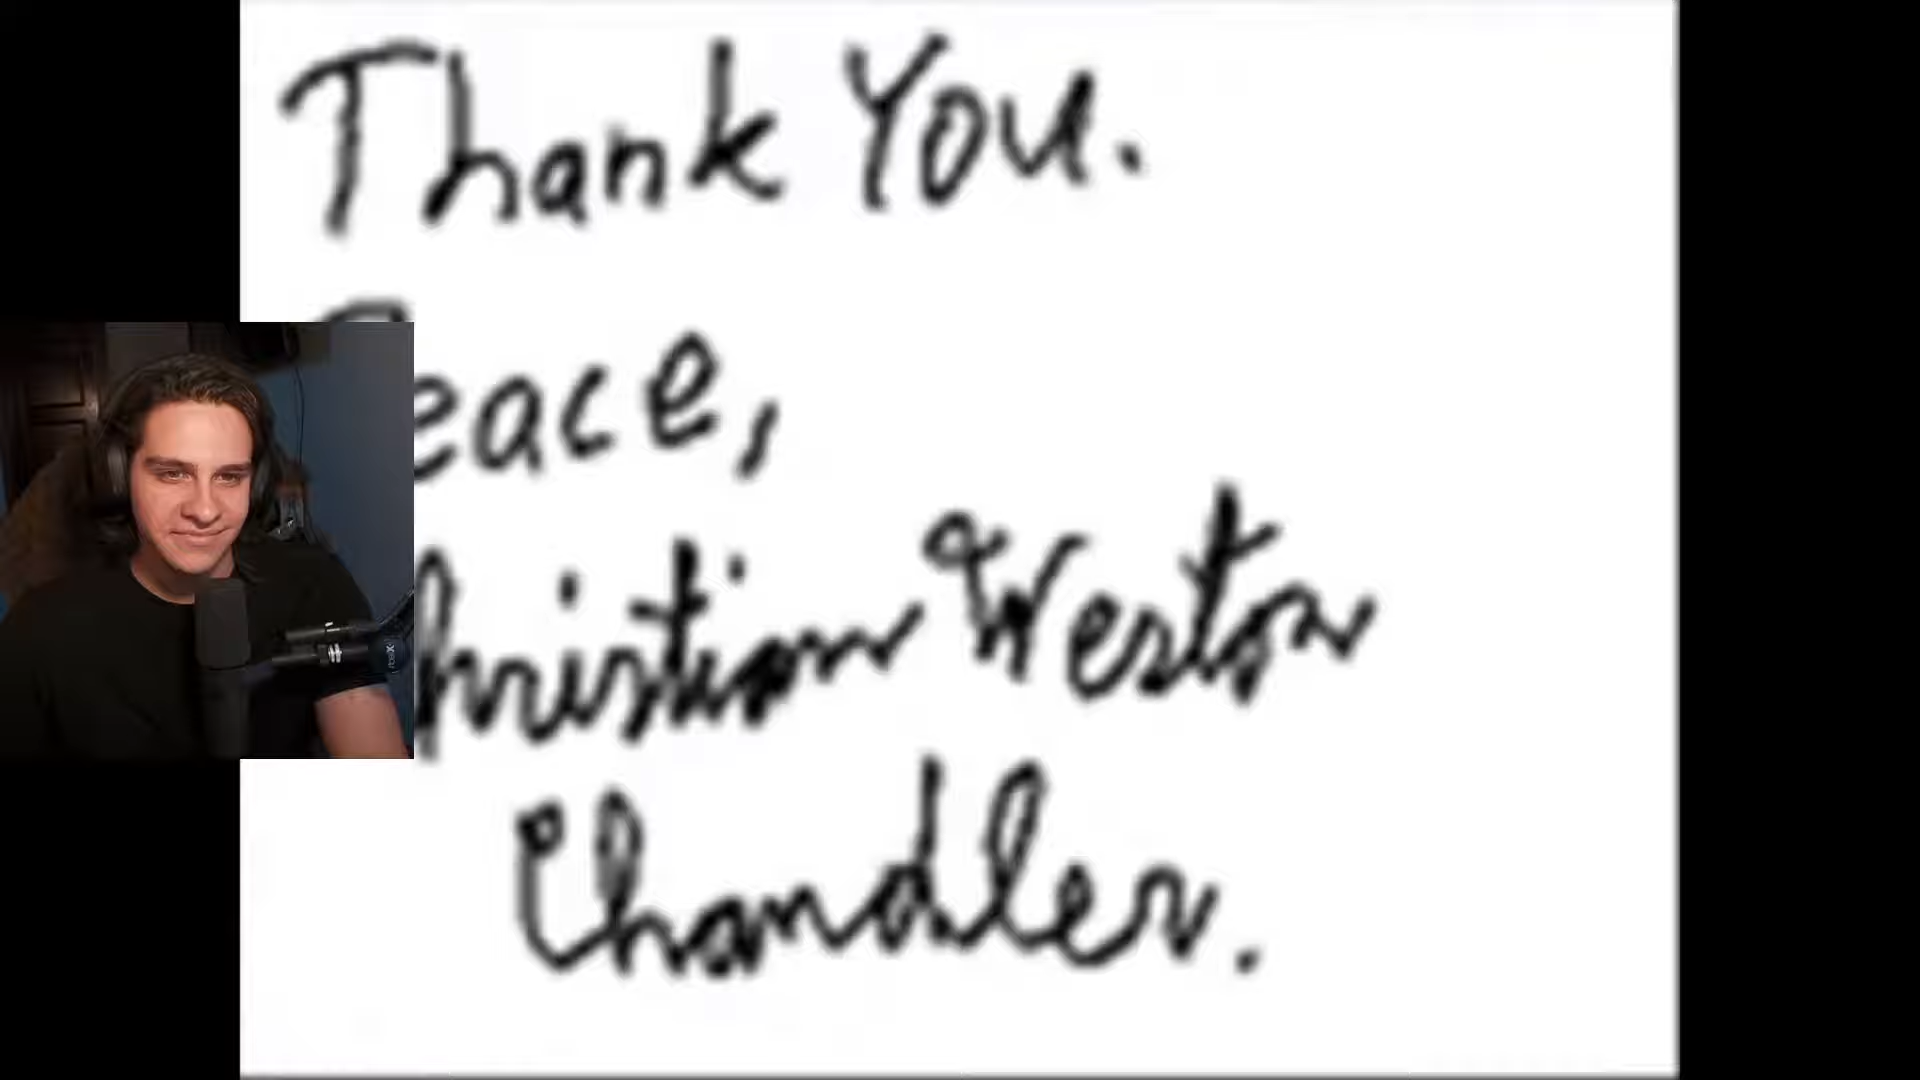 Thank You.
eace,
hristian Weston
Chandler.